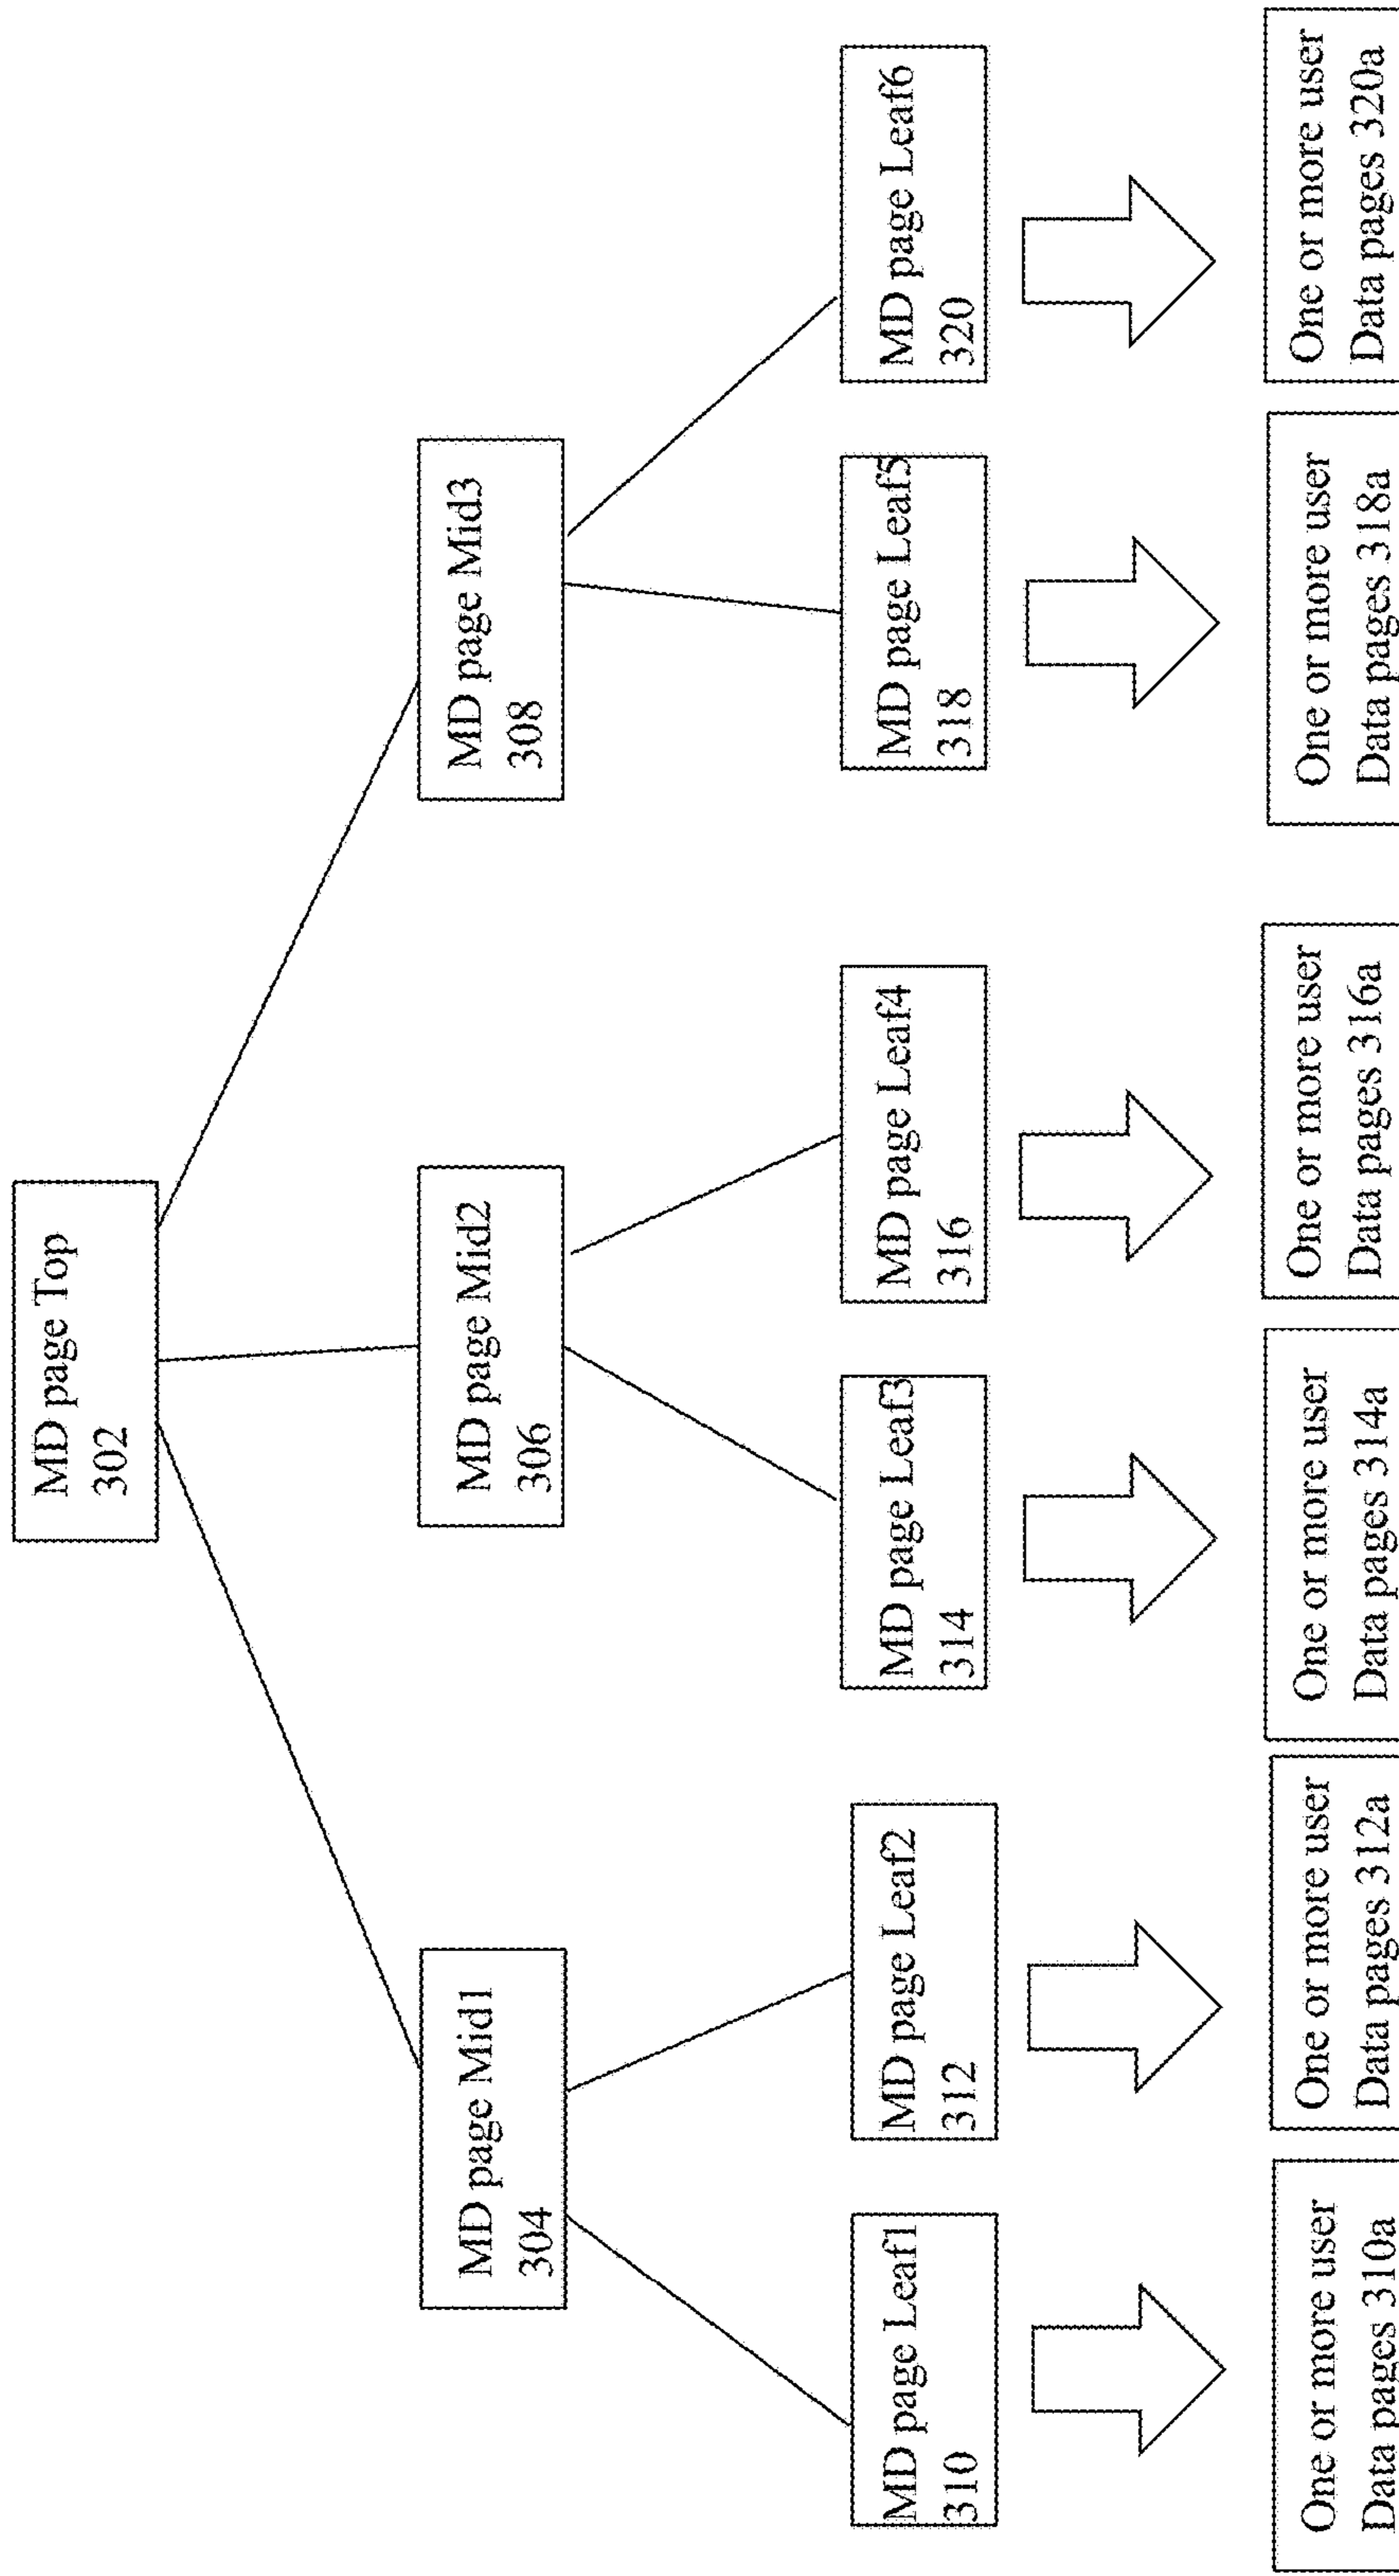 MD page Top
302
MD page Mid1
304
MD page Mid2
306
MD page Mid3
308
MD page Leaf1
310
MD page Leaf2
312
MD page Leaf3
314
MD page Leaf4
316
MD page Leaf5
318
MD page Leaf6
320
One or more user
Data pages 310a
One or more user
Data pages 312a
One or more user
Data pages 314a
One or more user
Data pages 316a
One or more user
Data pages 318a
One or more user
Data pages 320a